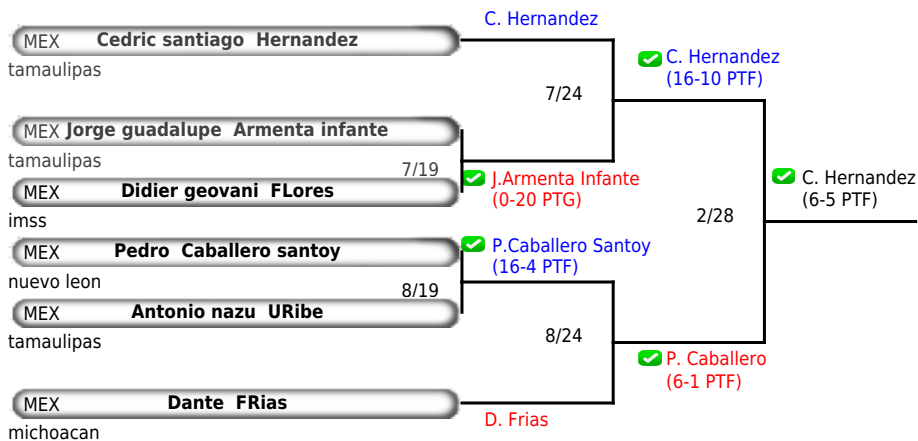 C. Hernandez
MEX Cedric santiago Hernandez
tamaulipas
C. Hernandez
(16-10 PTF)
7/24
MEX Jorge guadalupe Armenta infante
tamaulipas
7/19
J.Armenta Infante
(0-20 PTG)
MEX Didier geovani FLores
imss
C. Hernandez
(6-5 PTF)
2/28
MEX Pedro Caballero santoy
nuevo leon
P.Caballero Santoy
(16-4 PTF)
8/19
MEX Antonio nazu URibe
tamaulipas
8/24
P. Caballero
(6-1 PTF)
MEX Dante FRias
michoacan
D. Frias